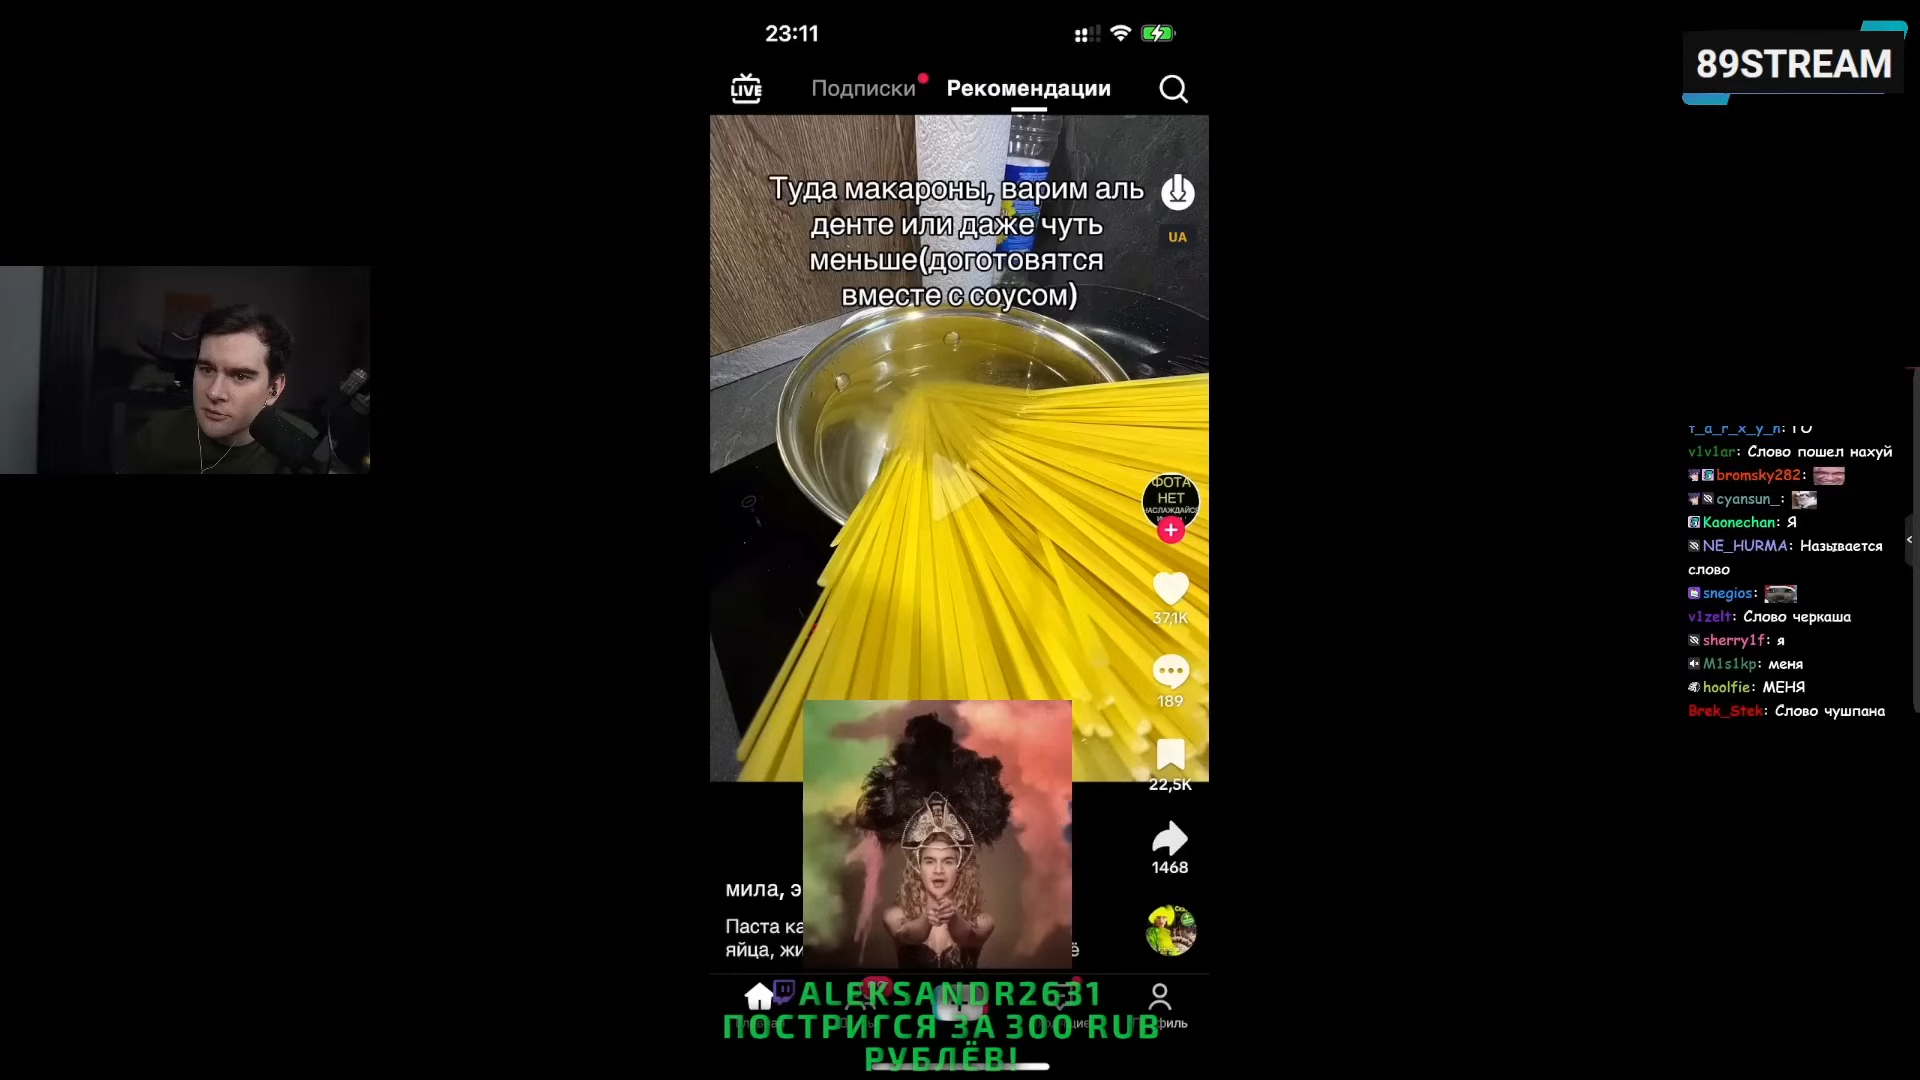 23:11
89STREAM
LIVE
Подписки
Рекомендации
Туда макароны, варим аль
денте или даже чуть
меньше(доготовятся
вместе с соусом)
UA
ФОТА
НЕТ
37,1K
189
22,5K
1468
мила, э
Паста ка
яйца, жи
ё
ALEKSANDR2631
ПОСТРИГСЯ ЗА 300 RUB
РУБЛЁВ!
v1v1ar: Слово пошел нахуй
bromsky282:
cyansun_:
Kaonechan: Я
NE_HURMA: Называется
слово
snegios:
v1zelt: Слово черкаша
sherry1f: я
M1s1kp: меня
hoolfie: МЕНЯ
Brek_Stek: Слово чушпана